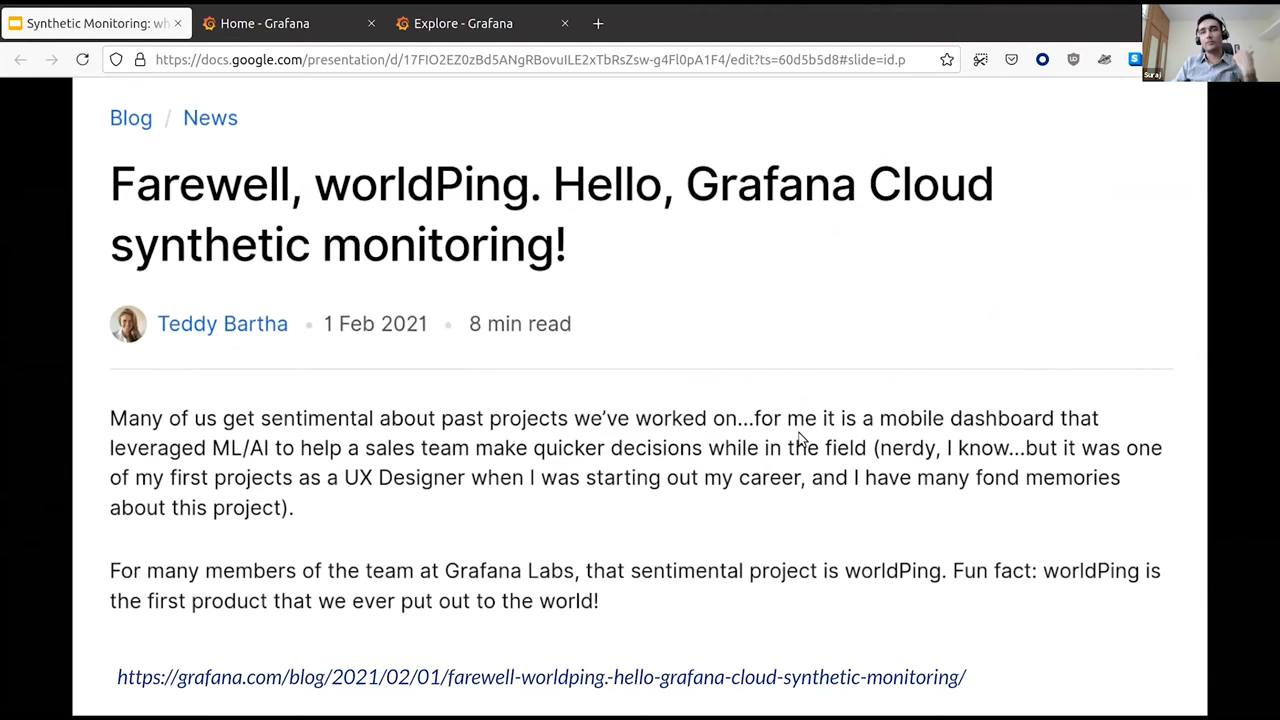 Synthetic Monitoring: wh
Home - Grafana
Explore - Grafana
https://docs.google.com/presentation/d/17FIO2EZ0zBd5ANgRBovuILE2xTbRsZsw-g4Fl0pA1F4/edit?ts=60d5b5d8#slide=id.p
Suraj
Blog / News
Farewell, worldPing. Hello, Grafana Cloud
synthetic monitoring!
Teddy Bartha • 1 Feb 2021 • 8 min read
Many of us get sentimental about past projects we’ve worked on…for me it is a mobile dashboard that
leveraged ML/AI to help a sales team make quicker decisions while in the field (nerdy, I know…but it was one
of my first projects as a UX Designer when I was starting out my career, and I have many fond memories
about this project).
For many members of the team at Grafana Labs, that sentimental project is worldPing. Fun fact: worldPing is
the first product that we ever put out to the world!
https://grafana.com/blog/2021/02/01/farewell-worldping.-hello-grafana-cloud-synthetic-monitoring/